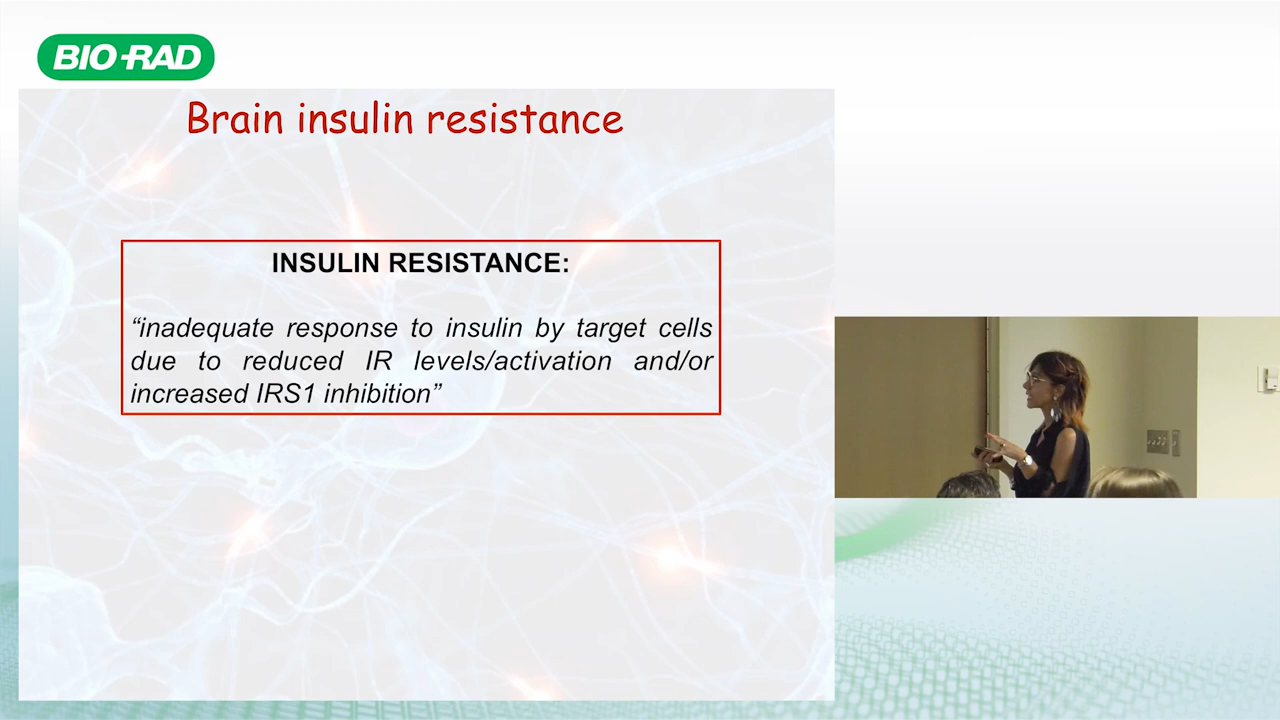 BIO-RAD
Brain insulin resistance
INSULIN RESISTANCE:
“inadequate response to insulin by target cells
due to reduced IR levels/activation and/or
increased IRS1 inhibition”